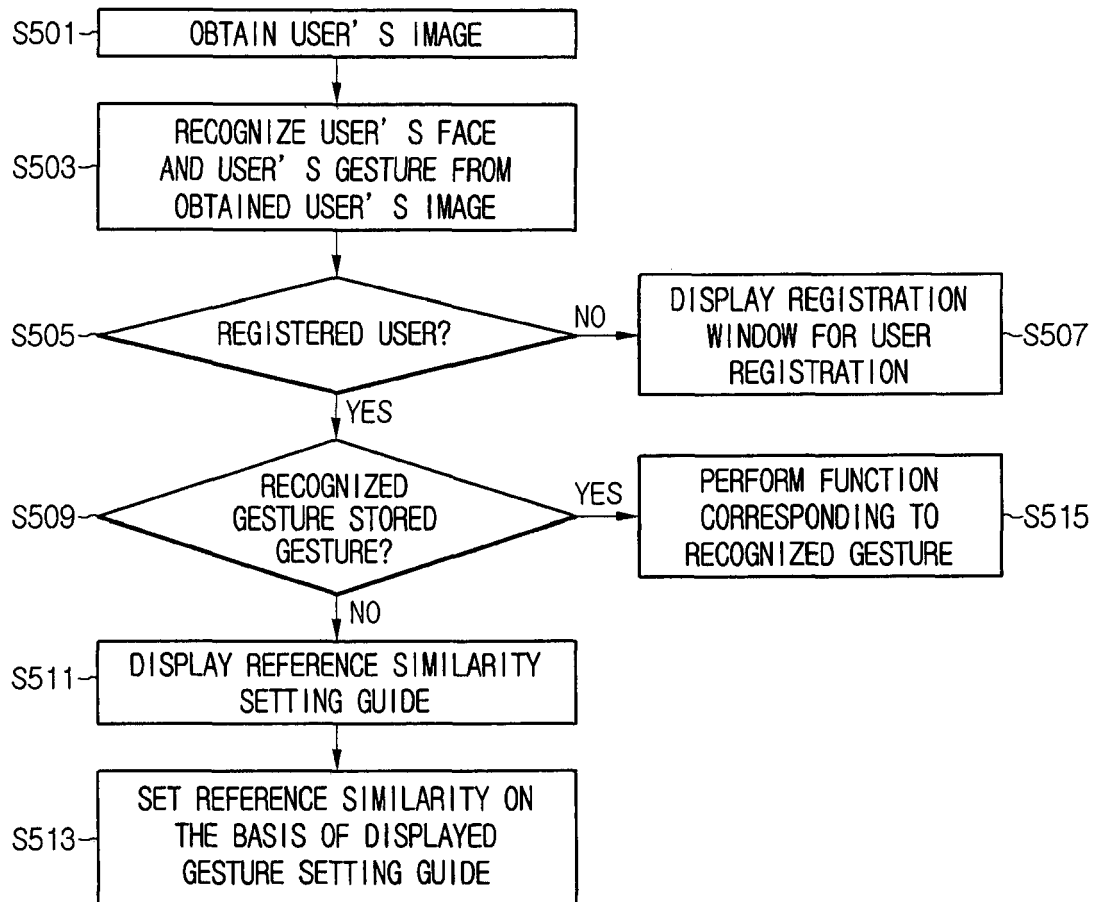 S501
OBTAIN USER' S IMAGE
S503
RECOGNIZE USER' S FACE
AND USER' S GESTURE FROM
OBTAINED USER' S IMAGE
S505
REGISTERED USER?
NO
DISPLAY REGISTRATION
WINDOW FOR USER
REGISTRATION
S507
YES
S509
RECOGNIZED
GESTURE STORED
GESTURE?
YES
PERFORM FUNCTION
CORRESPONDING TO
RECOGNIZED GESTURE
S515
NO
S511
DISPLAY REFERENCE SIMILARITY
SETTING GUIDE
S513
SET REFERENCE SIMILARITY ON
THE BASIS OF DISPLAYED
GESTURE SETTING GUIDE